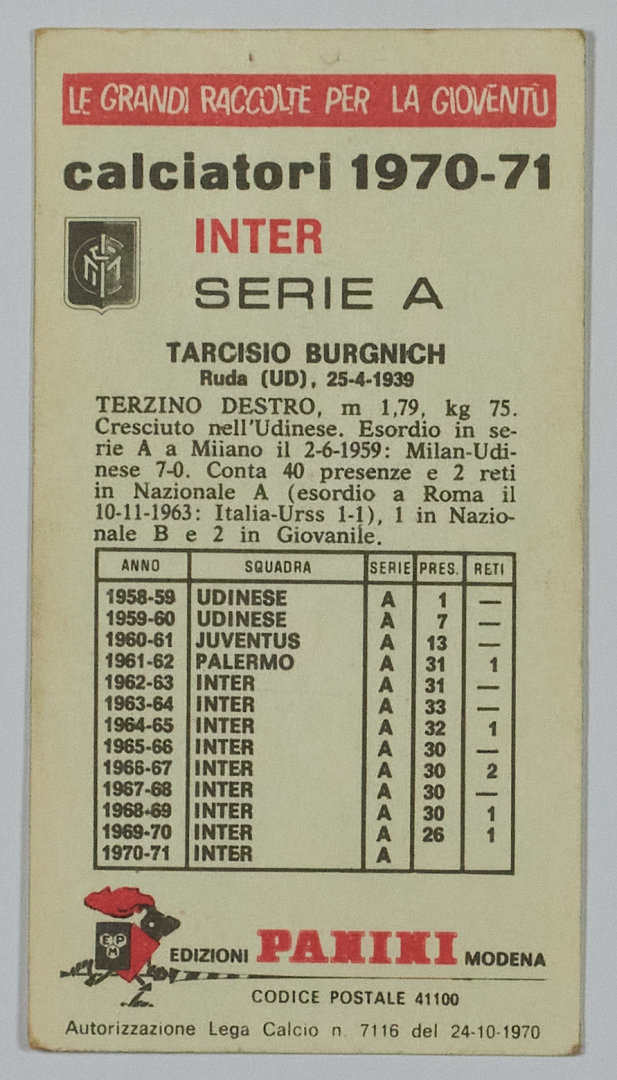 LE GRANDI RACCOLTE PER LA GIOVENTÙ
calciatori 1970-71
INTER
SERIE A
TARCISIO BURGNICH
Ruda (UD), 25-4-1939
TERZINO DESTRO, m 1,79, kg 75.
Cresciuto nell'Udinese. Esordio in se-
rie A a Miiano il 2-6-1959: Milan-Udi-
nese 7-0. Conta 40 presenze e 2 reti
in Nazionale A (esordio a Roma il
10-11-1963: Italia-Urss 1-1), 1 in Nazio-
nale B e 2 in Giovanile.
ANNO SQUADRA SERIE PRES. RETI
1958-59 UDINESE A 1 —
1959-60 UDINESE A 7 —
1960-61 JUVENTUS A 13 —
1961-62 PALERMO A 31 1
1962-63 INTER A 31 —
1963-64 INTER A 33 —
1964-65 INTER A 32 1
1965-66 INTER A 30 —
1966-67 INTER A 30 2
1967-68 INTER A 30 —
1968-69 INTER A 30 1
1969-70 INTER A 26 1
1970-71 INTER A
EPM
EDIZIONI PANINI MODENA
CODICE POSTALE 41100
Autorizzazione Lega Calcio n. 7116 del 24-10-1970